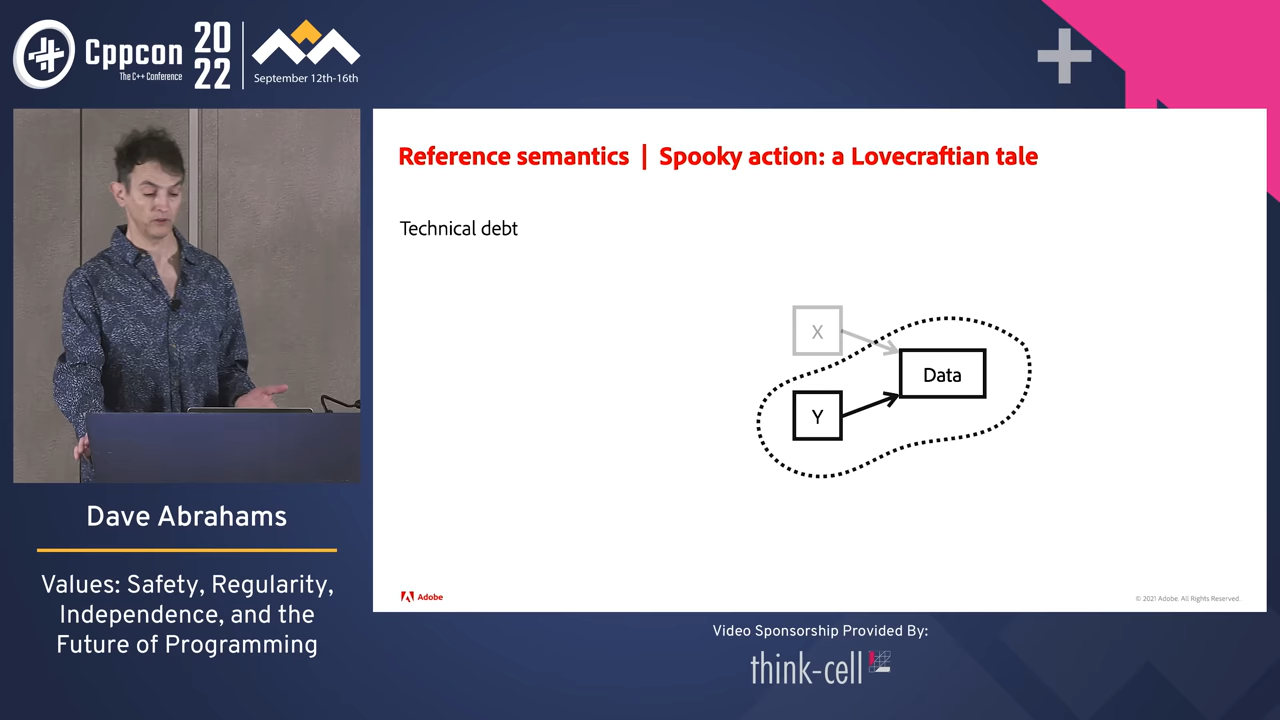 Cppcon
The C++ Conference
20
22
September 12th-16th
Reference semantics | Spooky action: a Lovecraftian tale
Technical debt
X
Data
Y
Adobe
© 2021 Adobe. All Rights Reserved.
Dave Abrahams
Values: Safety, Regularity,
Independence, and the
Future of Programming
Video Sponsorship Provided By:
think-cell